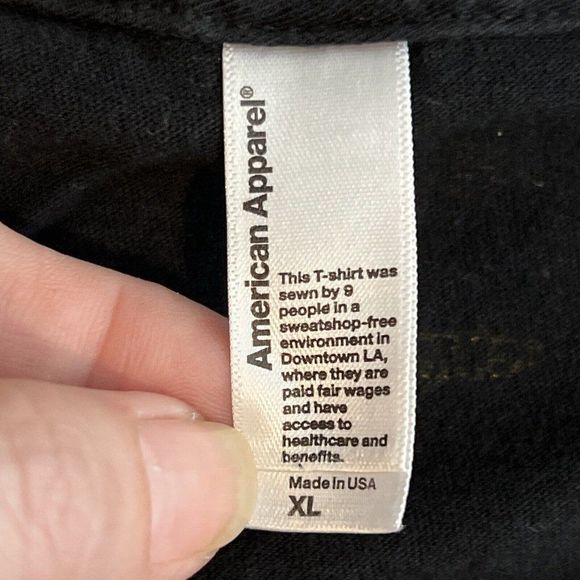 American Apparel®
This T-shirt was
sewn by 9
people in a
sweatshop-free
environment in
Downtown LA,
where they are
paid fair wages
and have
access to
healthcare and
benefits.
Made in USA
XL